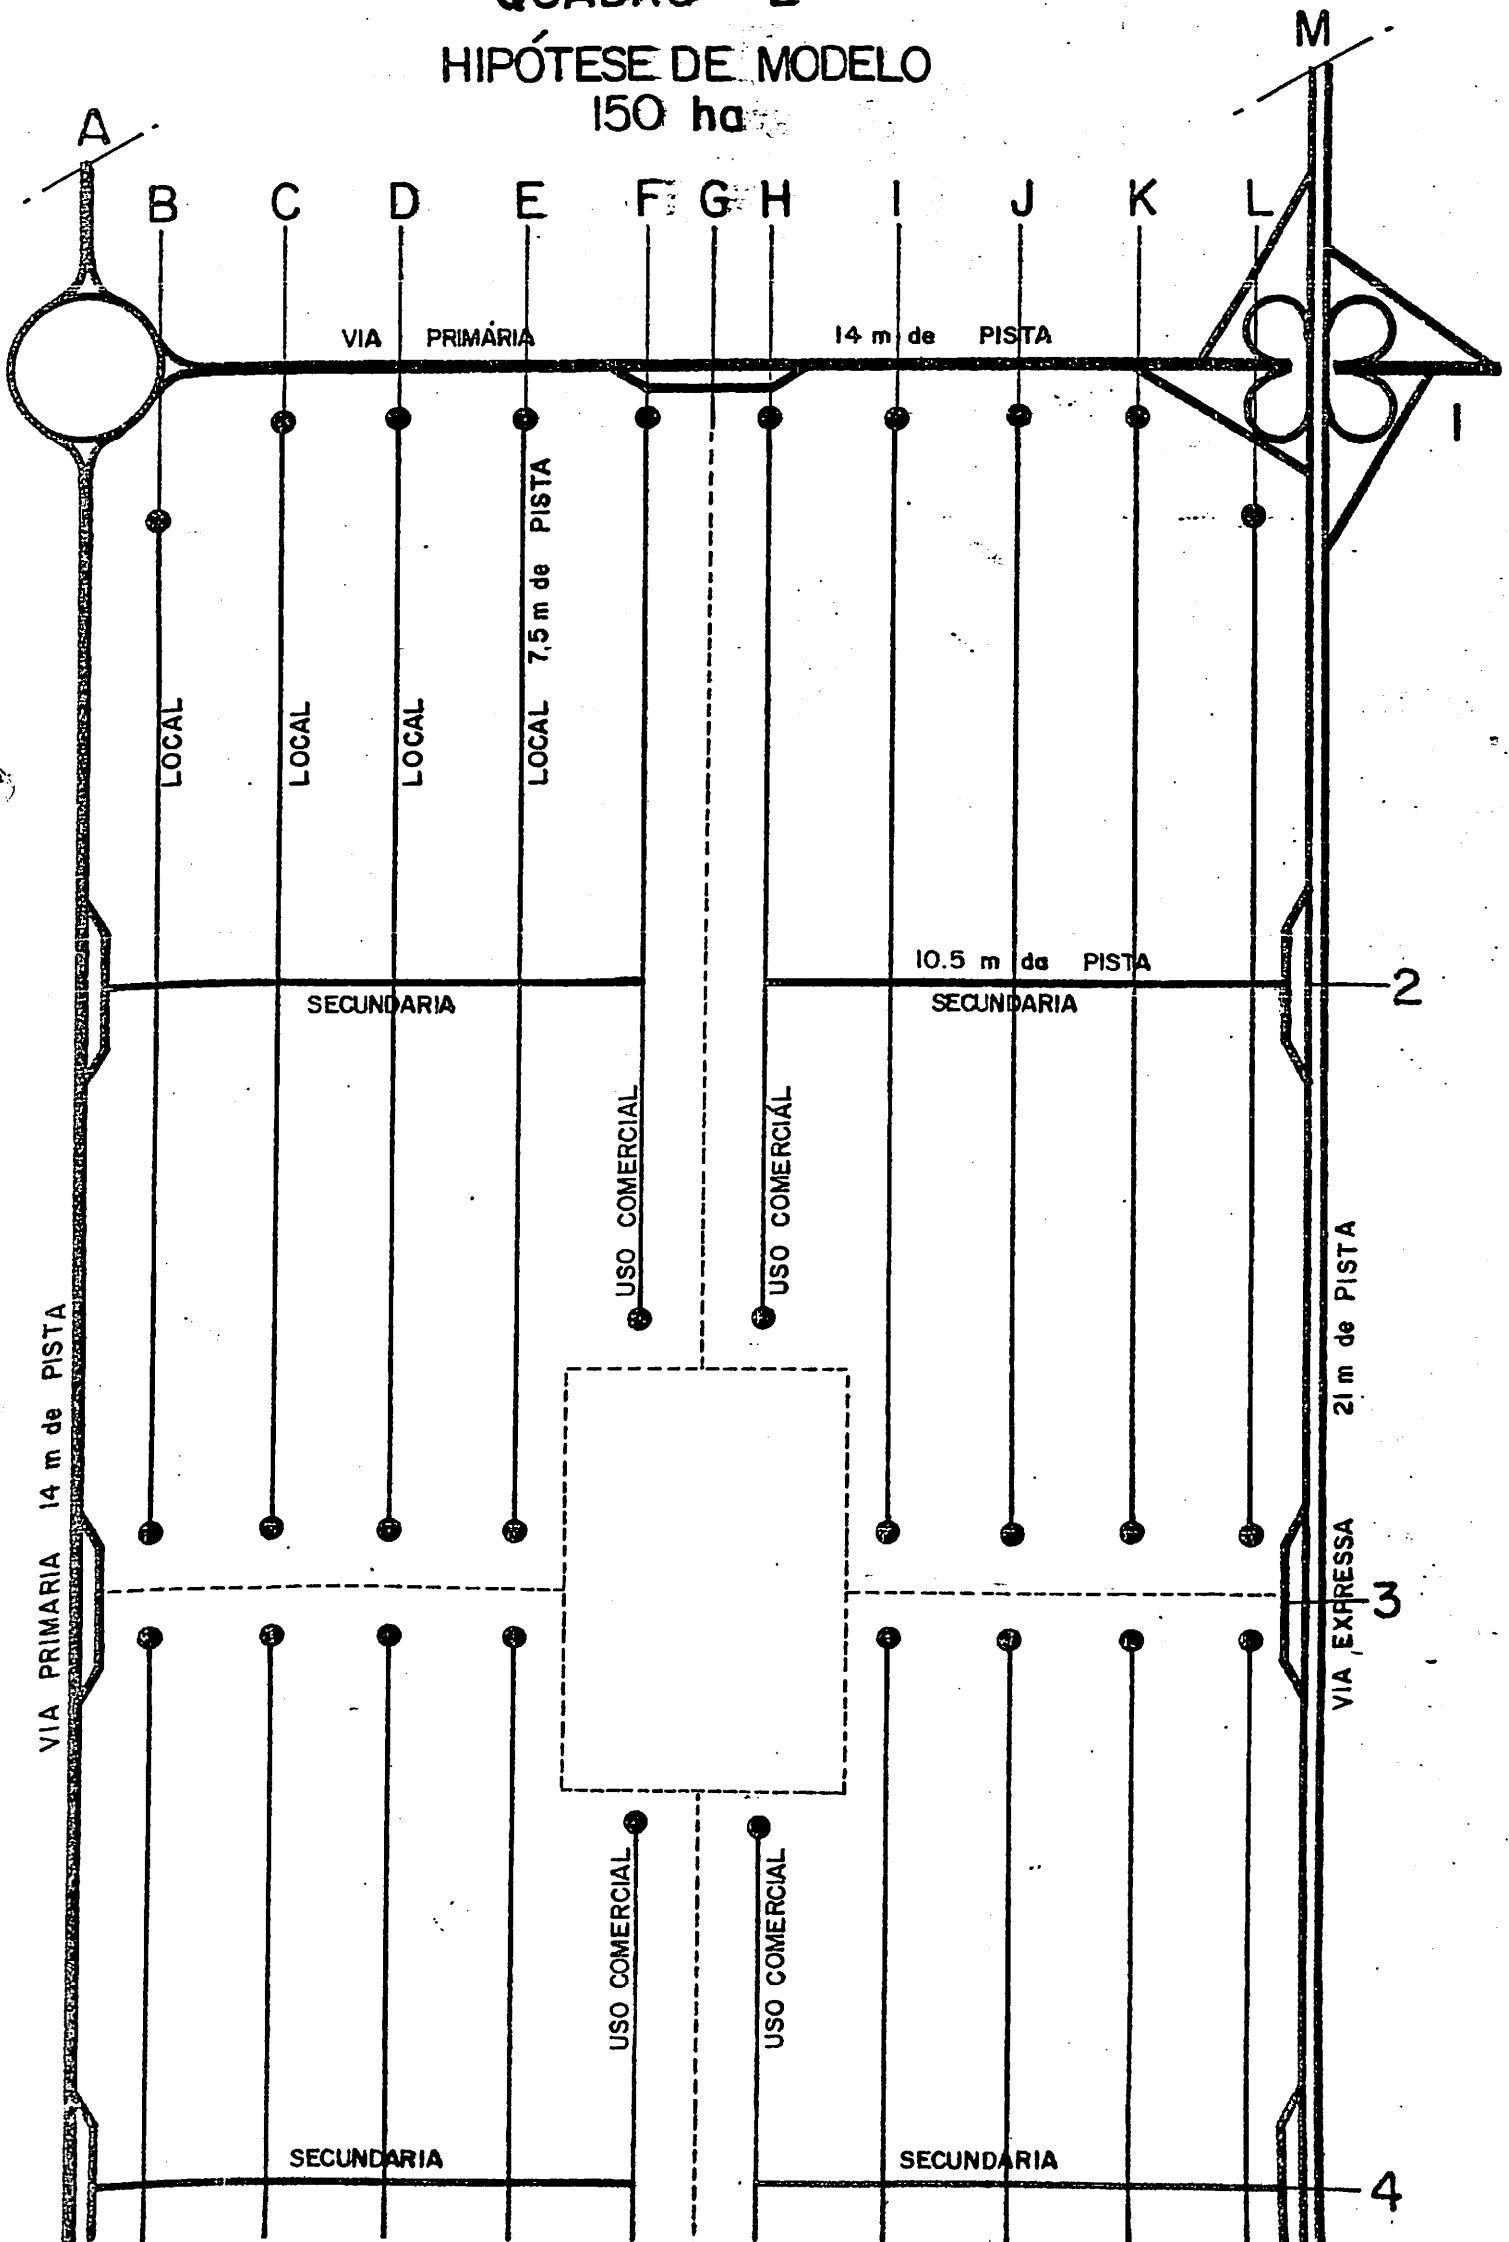 HIPÓTESE DE MODELO
150 ha
A
M
B C D E F G H I J K L
VIA PRIMÁRIA
14 m de PISTA
1
LOCAL
LOCAL
LOCAL
LOCAL 7,5 m de PISTA
10.5 m da PISTA
SECUNDARIA
SECUNDARIA
2
USO COMERCIAL
USO COMERCIÁL
VIA PRIMARIA 14 m de PISTA
VIA EXPRESSA 21 m de PISTA
3
USO COMERCIAL
USO COMERCIAL
SECUNDARIA
SECUNDARIA
4